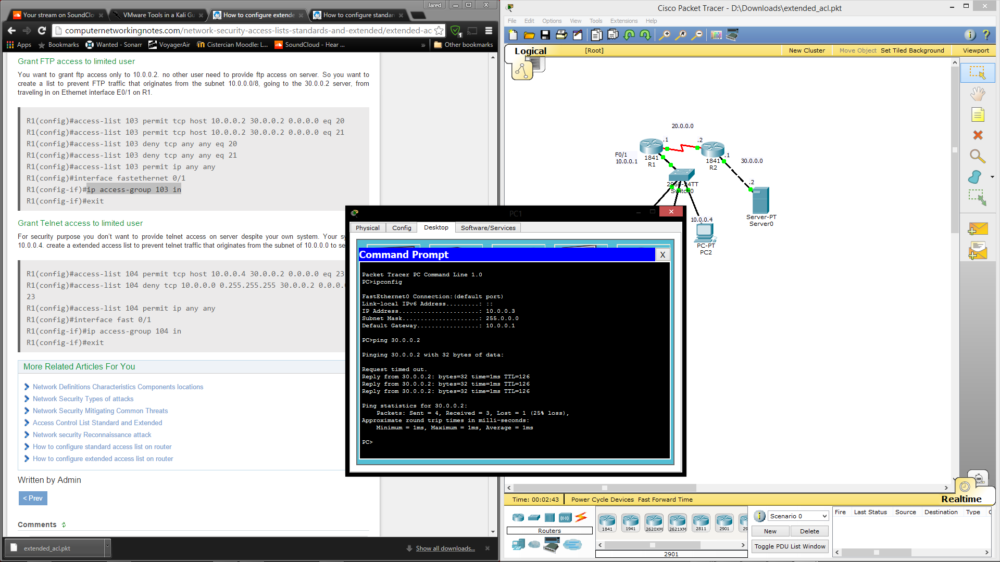 Jared
Your stream on SoundClo
VMware Tools in a Kali Gu
How to configure extende
How to configure standar
computernetworkingnotes.com/network-security-access-lists-standards-and-extended/extended-ac
Apps
Bookmarks
Wanted - Sonarr
VoyagerAir
Cistercian Moodle: L...
SoundCloud - Hear ...
»
Other bookmarks
Grant FTP access to limited user
You want to grant ftp access only to 10.0.0.2. no other user need to provide ftp access on server. So you want to
create a list to prevent FTP traffic that originates from the subnet 10.0.0.0/8, going to the 30.0.0.2 server, from
traveling in on Ethernet interface E0/1 on R1.
R1(config)#access-list 103 permit tcp host 10.0.0.2 30.0.0.2 0.0.0.0 eq 20
R1(config)#access-list 103 permit tcp host 10.0.0.2 30.0.0.2 0.0.0.0 eq 21
R1(config)#access-list 103 deny tcp any any eq 20
R1(config)#access-list 103 deny tcp any any eq 21
R1(config)#access-list 103 permit ip any any
R1(config)#interface fastethernet 0/1
R1(config-if)#ip access-group 103 in
R1(config-if)#exit
Grant Telnet access to limited user
For security purpose you don't want to provide telnet access on server despite your own system. Your sy
10.0.0.4. create a extended access list to prevent telnet traffic that originates from the subnet of 10.0.0.0 to se
R1(config)#access-list 104 permit tcp host 10.0.0.4 30.0.0.2 0.0.0.0 eq 23
R1(config)#access-list 104 deny tcp 10.0.0.0 0.255.255.255 30.0.0.2 0.0.0.
23
R1(config)#access-list 104 permit ip any any
R1(config)#interface fast 0/1
R1(config-if)#ip access-group 104 in
R1(config-if)#exit
More Related Articles For You
Network Definitions Characteristics Components locations
Network Security Types of attacks
Network Security Mitigating Common Threats
Access Control List Standard and Extended
Network security Reconnaissance attack
How to configure standard access list on router
How to configure extended access list on router
Written by Admin
< Prev
Comments
extended_acl.pkt
Show all downloads...
Cisco Packet Tracer - D:\Downloads\extended_acl.pkt
File Edit Options View Tools Extensions Help
Logical
[Root]
New Cluster
Move Object
Set Tiled Background
Viewport
20.0.0.0
.1
.2
F0/1
10.0.0.1
1841
R1
1841
R2
.1
30.0.0.0
2960-24TT
Switch0
.2
Server-PT
Server0
10.0.0.4
PC-PT
PC2
PC1
Physical
Config
Desktop
Software/Services
Command Prompt
X
Packet Tracer PC Command Line 1.0
PC>ipconfig
FastEthernet0 Connection:(default port)
Link-local IPv6 Address.........: ::
IP Address......................: 10.0.0.3
Subnet Mask.....................: 255.0.0.0
Default Gateway.................: 10.0.0.1
PC>ping 30.0.0.2
Pinging 30.0.0.2 with 32 bytes of data:
Request timed out.
Reply from 30.0.0.2: bytes=32 time=1ms TTL=126
Reply from 30.0.0.2: bytes=32 time=1ms TTL=126
Reply from 30.0.0.2: bytes=32 time=1ms TTL=126
Ping statistics for 30.0.0.2:
Packets: Sent = 4, Received = 3, Lost = 1 (25% loss),
Approximate round trip times in milli-seconds:
Minimum = 1ms, Maximum = 1ms, Average = 1ms
PC>
Time: 00:02:43
Power Cycle Devices
Fast Forward Time
Realtime
Routers
1841
1941
2620XM
2621XM
2811
2901
29
2901
Scenario 0
New
Delete
Toggle PDU List Window
Fire
Last Status
Source
Destination
Type